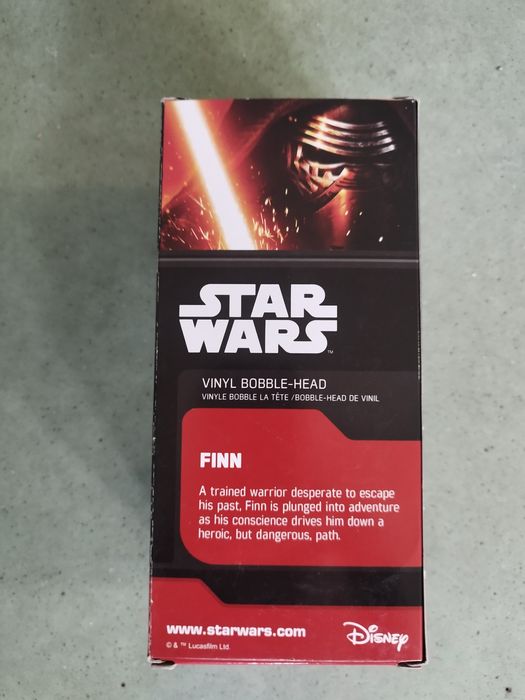 STAR
WARS™
VINYL BOBBLE-HEAD
VINYLE BOBBLE LA TÊTE /BOBBLE-HEAD DE VINIL
FINN
A trained warrior desperate to escape
his past, Finn is plunged into adventure
as his conscience drives him down a
heroic, but dangerous, path.
www.starwars.com
© & ™ Lucasfilm Ltd.
Disney